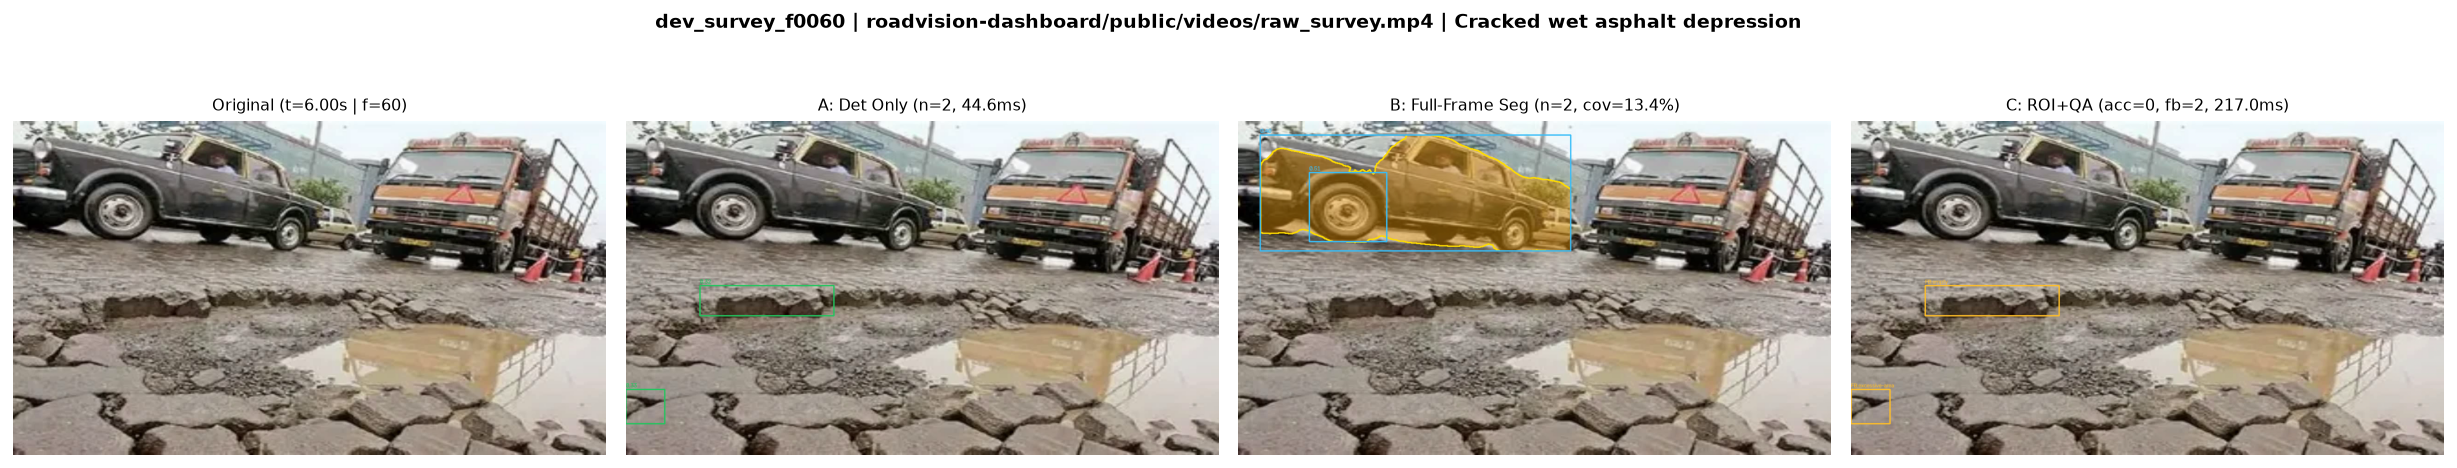 dev_survey_f0060 | roadvision-dashboard/public/videos/raw_survey.mp4 | Cracked wet asphalt depression
Original (t=6.00s | f=60)
A: Det Only (n=2, 44.6ms)
B: Full-Frame Seg (n=2, cov=13.4%)
C: ROI+QA (acc=0, fb=2, 217.0ms)